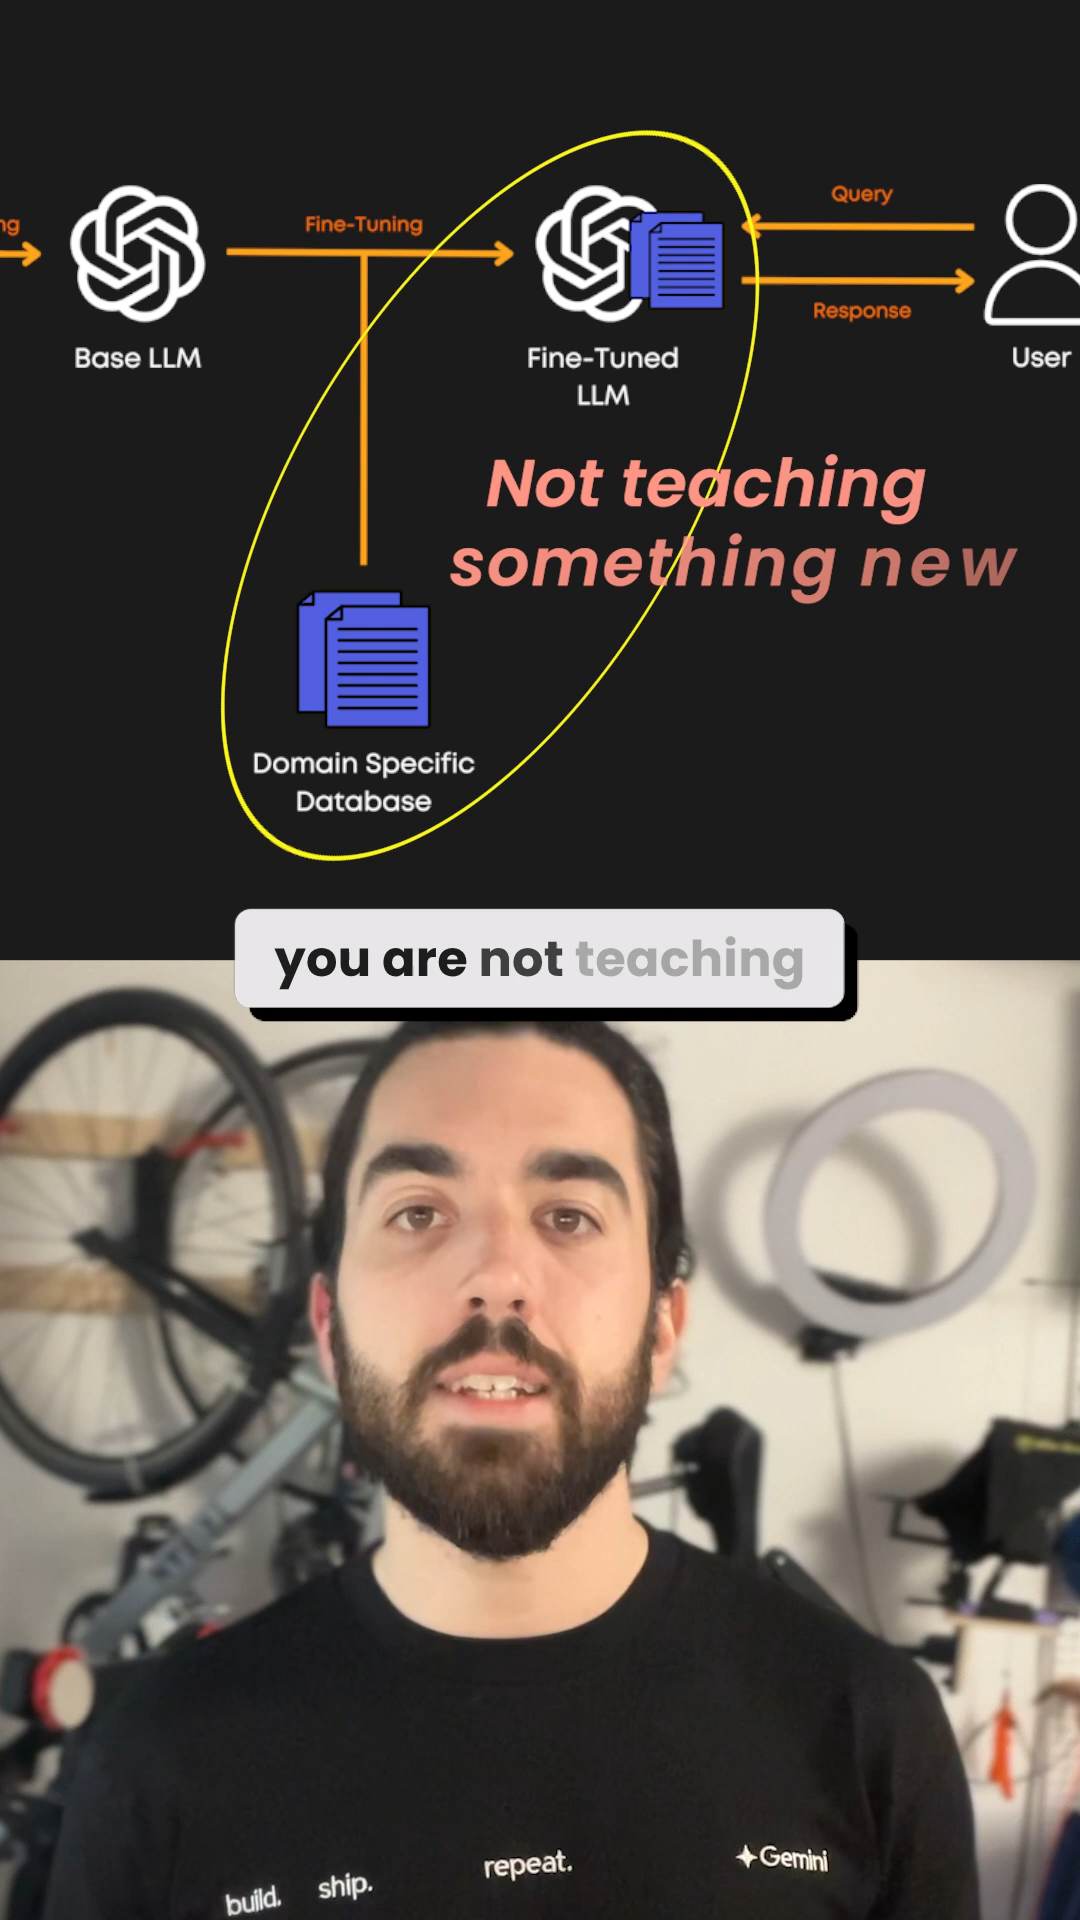 ng
Fine-Tuning
Query
Response
Base LLM
Fine-Tuned
LLM
User
Not teaching
something new
Domain Specific
Database
you are not teaching
build. ship. repeat. Gemini